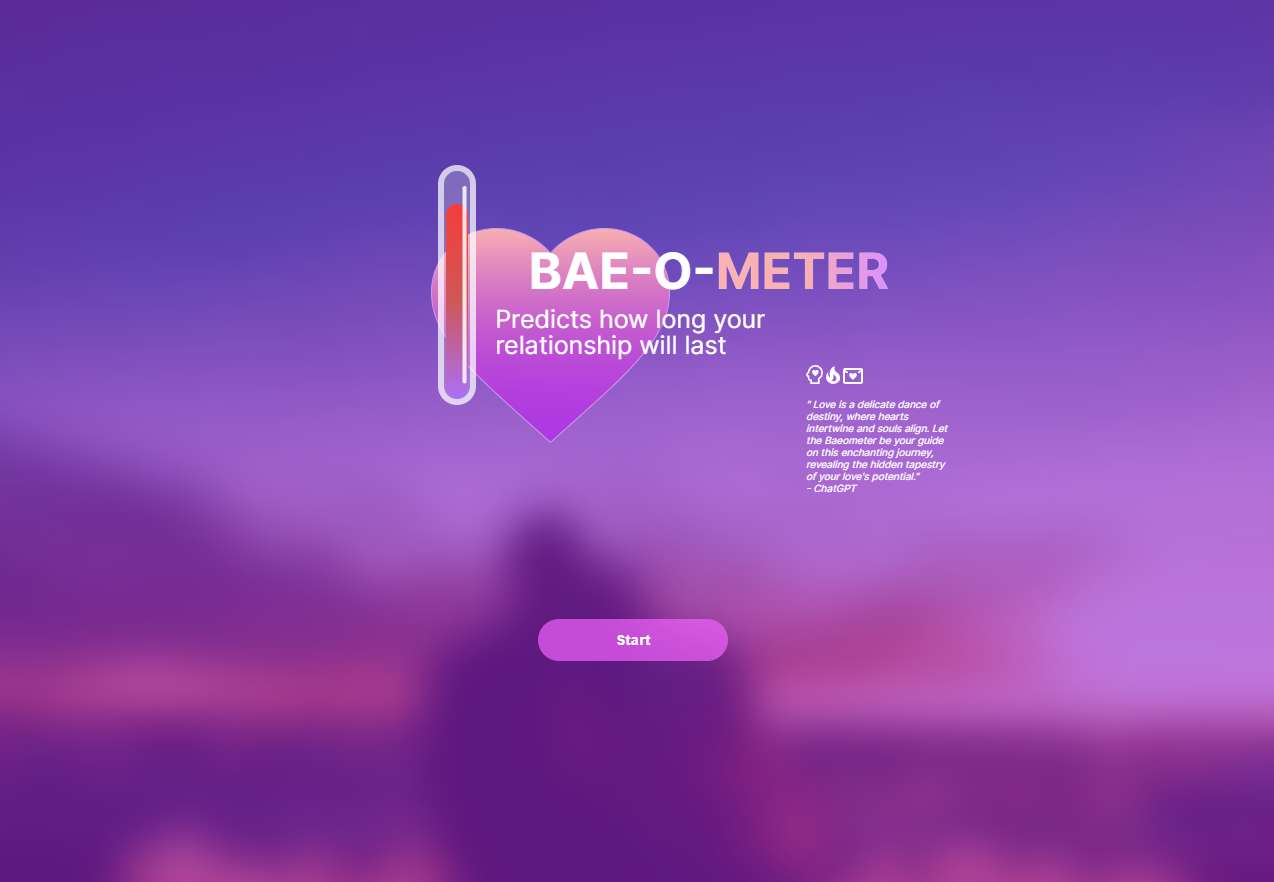 BAE-O-METER
Predicts how long your
relationship will last
" Love is a delicate dance of
destiny, where hearts
intertwine and souls align. Let
the Baeometer be your guide
on this enchanting journey,
revealing the hidden tapestry
of your love's potential."
- ChatGPT
Start